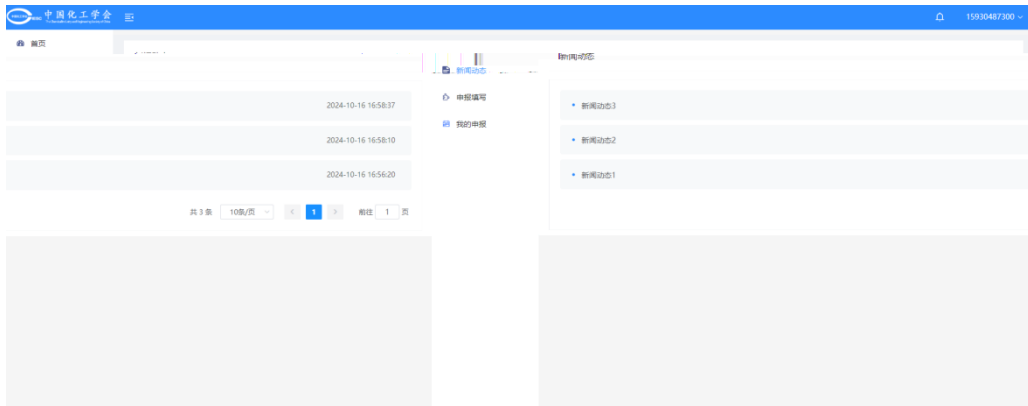 中国化工学会
15930487300
首页
新闻动态
新闻动态
申报填写
我的申报
2024-10-16 16:58:37
新闻动态3
2024-10-16 16:58:10
新闻动态2
2024-10-16 16:56:20
新闻动态1
共 3 条 10条/页 < 1 > 前往 1 页